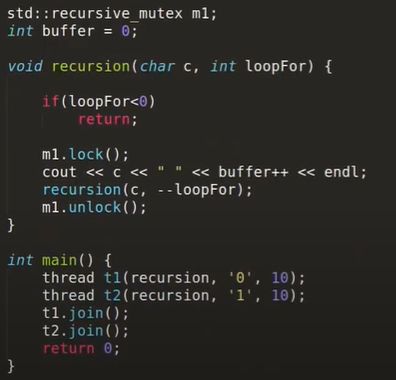 std::recursive_mutex m1;
int buffer = 0;

void recursion(char c, int loopFor) {

    if(loopFor<0)
        return;

    m1.lock();
    cout << c << " " << buffer++ << endl;
    recursion(c, --loopFor);
    m1.unlock();
}

int main() {
    thread t1(recursion, '0', 10);
    thread t2(recursion, '1', 10);
    t1.join();
    t2.join();
    return 0;
}